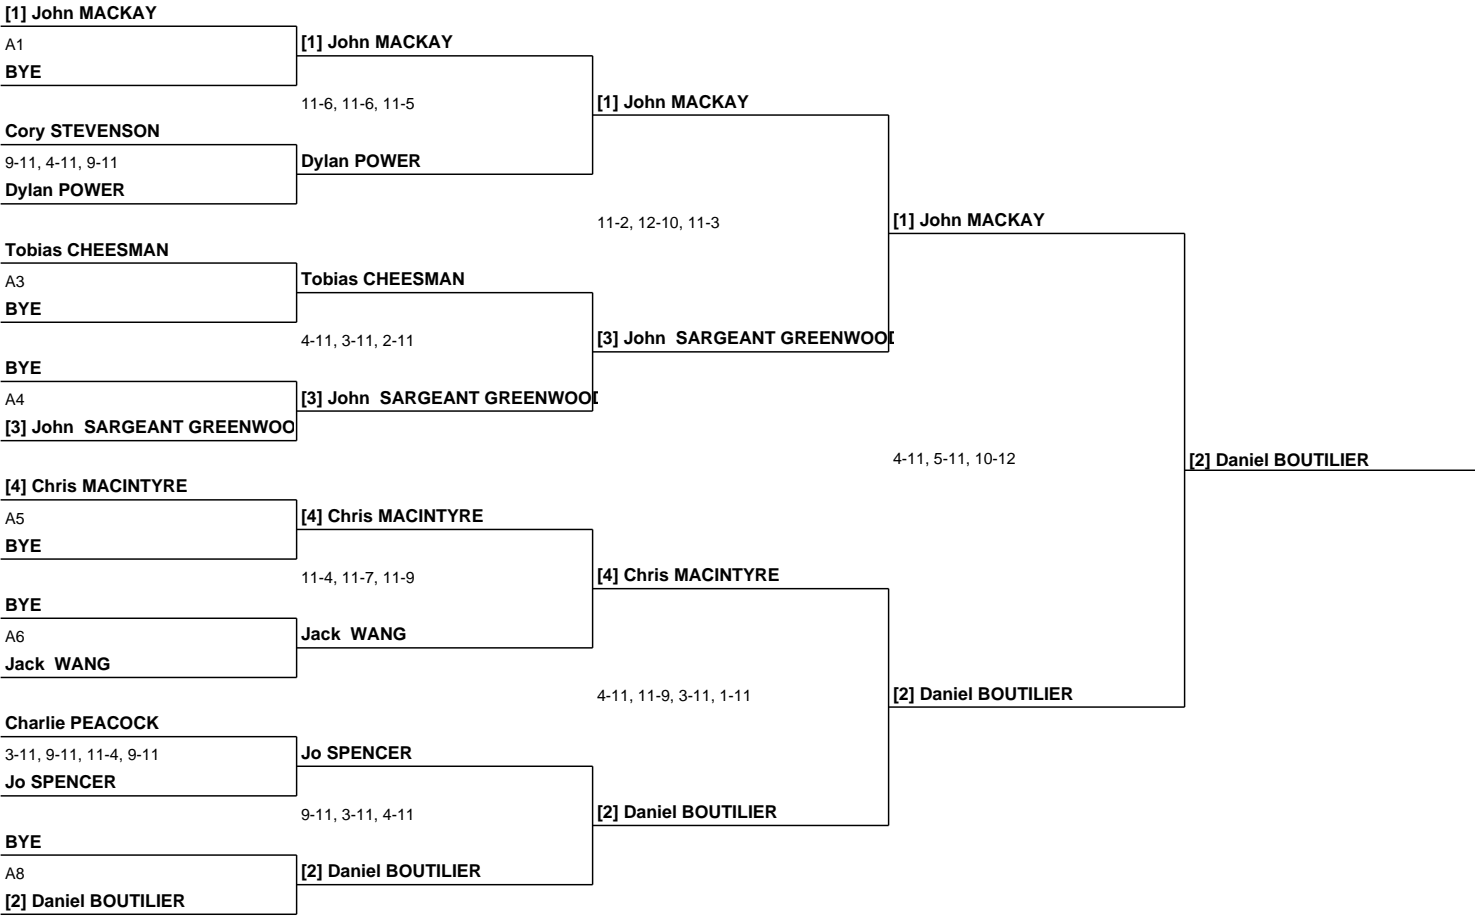 [1] John MACKAY
A1
BYE
Cory STEVENSON
9-11, 4-11, 9-11
Dylan POWER
Tobias CHEESMAN
A3
BYE
BYE
A4
[3] John  SARGEANT GREENWOO
[4] Chris MACINTYRE
A5
BYE
BYE
A6
Jack  WANG
Charlie PEACOCK
3-11, 9-11, 11-4, 9-11
Jo SPENCER
BYE
A8
[2] Daniel BOUTILIER
[1] John MACKAY
11-6, 11-6, 11-5
Dylan POWER
Tobias CHEESMAN
4-11, 3-11, 2-11
[3] John  SARGEANT GREENWOOD
[4] Chris MACINTYRE
11-4, 11-7, 11-9
Jack  WANG
Jo SPENCER
9-11, 3-11, 4-11
[2] Daniel BOUTILIER
[1] John MACKAY
11-2, 12-10, 11-3
[3] John  SARGEANT GREENWOOD
[4] Chris MACINTYRE
4-11, 11-9, 3-11, 1-11
[2] Daniel BOUTILIER
[1] John MACKAY
4-11, 5-11, 10-12
[2] Daniel BOUTILIER
[2] Daniel BOUTILIER